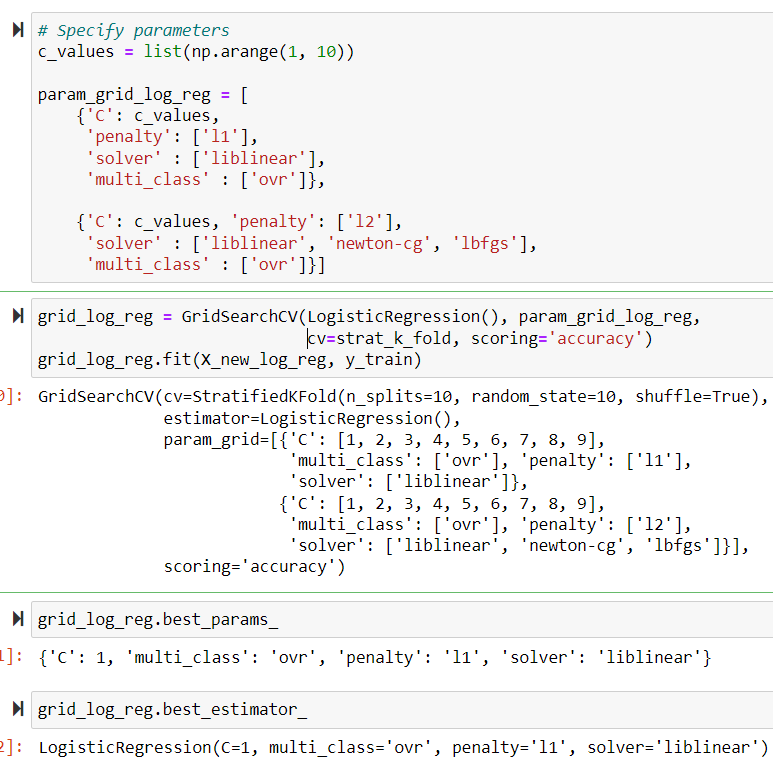 # Specify parameters
c_values = list(np.arange(1, 10))
param_grid_log_reg = [
{'C': c_values,
'penalty': ['l1'],
'solver' : ['liblinear'],
'multi_class' : ['ovr']},
{'C': c_values, 'penalty': ['l2'],
'solver' : ['liblinear', 'newton-cg', 'lbfgs'],
'multi_class' : ['ovr']}]
grid_log_reg = GridSearchCV(LogisticRegression(), param_grid_log_reg,
cv=strat_k_fold, scoring='accuracy')
grid_log_reg.fit(X_new_log_reg, y_train)
0]: GridSearchCV(cv=StratifiedKFold(n_splits=10, random_state=10, shuffle=True),
estimator=LogisticRegression(),
param_grid=[{'C': [1, 2, 3, 4, 5, 6, 7, 8, 9],
'multi_class': ['ovr'], 'penalty': ['l1'],
'solver': ['liblinear']},
{'C': [1, 2, 3, 4, 5, 6, 7, 8, 9],
'multi_class': ['ovr'], 'penalty': ['l2'],
'solver': ['liblinear', 'newton-cg', 'lbfgs']}],
scoring='accuracy')
grid_log_reg.best_params_
1]: {'C': 1, 'multi_class': 'ovr', 'penalty': 'l1', 'solver': 'liblinear'}
grid_log_reg.best_estimator_
2]: LogisticRegression(C=1, multi_class='ovr', penalty='l1', solver='liblinear')